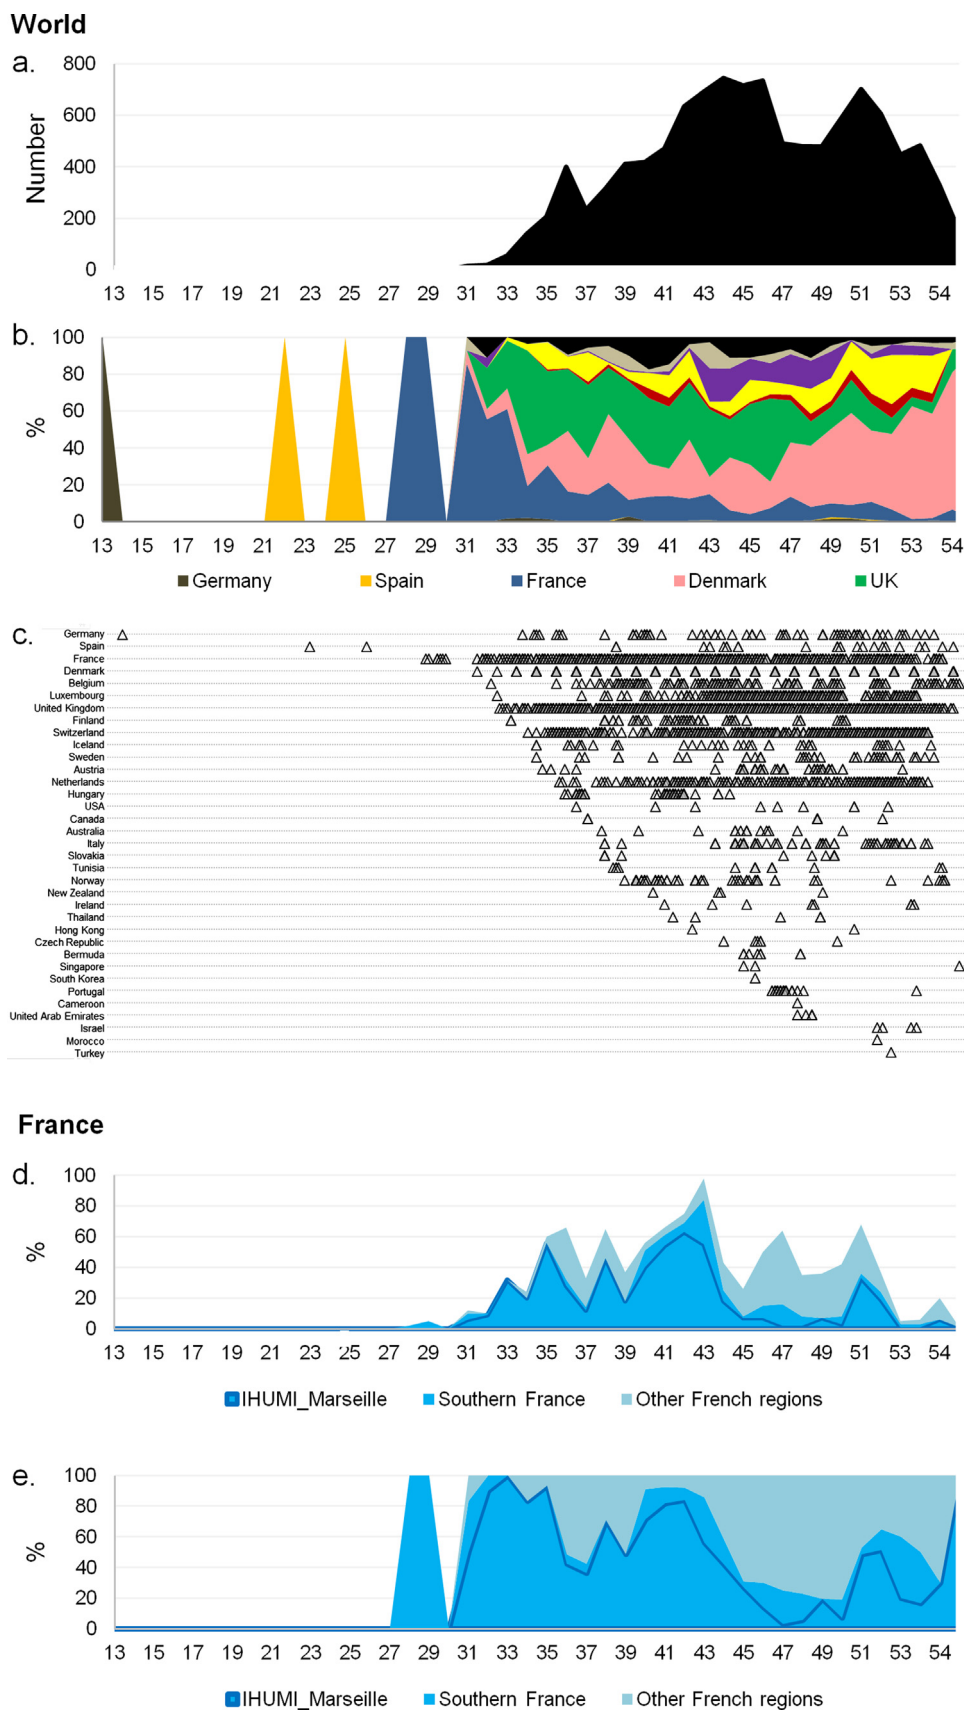 World
a.
800
600
400
200
0
Number
13 15 17 19 21 23 25 27 29 31 33 35 37 39 41 43 45 47 49 51 54
b.
100
80
60
40
20
0
%
13 15 17 19 21 23 25 27 29 31 33 35 37 39 41 43 45 47 49 51 53 54
Germany Spain France Denmark UK
c.
Germany
Spain
France
Denmark
Belgium
Luxembourg
United Kingdom
Finland
Switzerland
Iceland
Sweden
Austria
Netherlands
Hungary
USA
Canada
Australia
Italy
Slovakia
Tunisia
Norway
New Zealand
Ireland
Thailand
Hong Kong
Czech Republic
Bermuda
Singapore
South Korea
Portugal
Cameroon
United Arab Emirates
Israel
Morocco
Turkey
France
d.
100
80
60
40
20
0
%
13 15 17 19 21 23 25 27 29 31 33 35 37 39 41 43 45 47 49 51 54
IHUMI_Marseille Southern France Other French regions
e.
100
80
60
40
20
0
%
13 15 17 19 21 23 25 27 29 31 33 35 37 39 41 43 45 47 49 51 54
IHUMI_Marseille Southern France Other French regions